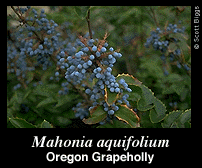 © Scott Biggs
Mahonia aquifolium
Oregon Grapeholly